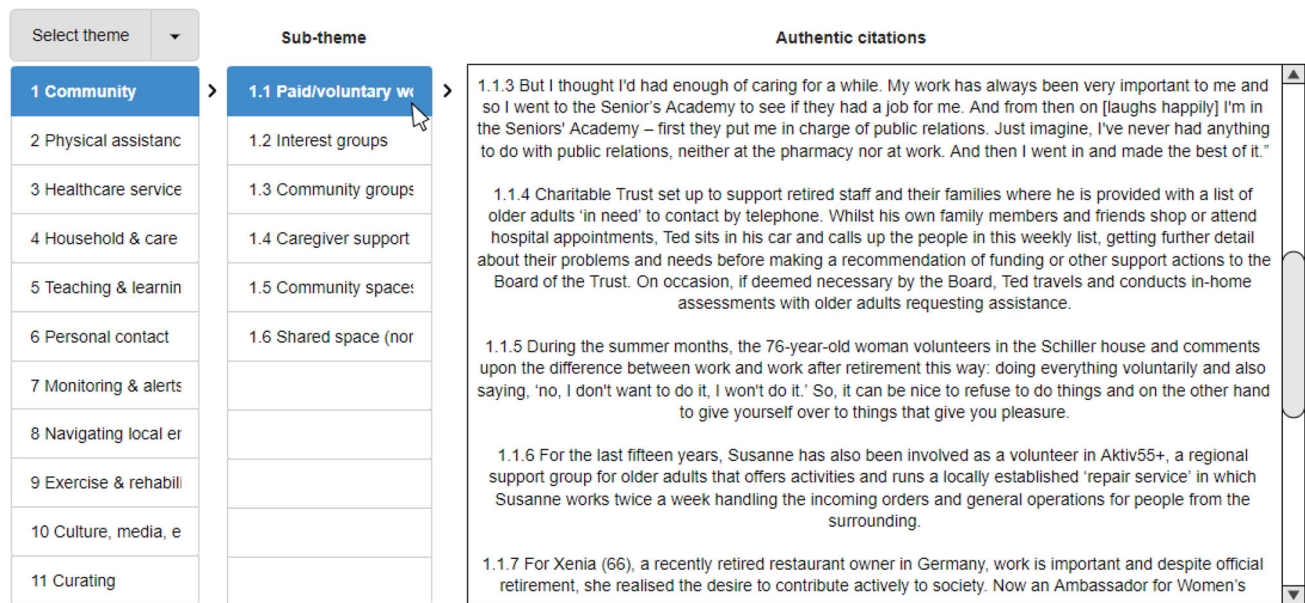 Select theme
Sub-theme
Authentic citations
1 Community
2 Physical assistanc
3 Healthcare service
4 Household & care
5 Teaching & learnin
6 Personal contact
7 Monitoring & alerts
8 Navigating local er
9 Exercise & rehabili
10 Culture, media, e
11 Curating
1.1 Paid/voluntary wo
1.2 Interest groups
1.3 Community groups
1.4 Caregiver support
1.5 Community spaces
1.6 Shared space (nor
1.1.3 But I thought I'd had enough of caring for a while. My work has always been very important to me and
so I went to the Senior’s Academy to see if they had a job for me. And from then on [laughs happily] I'm in
the Seniors' Academy – first they put me in charge of public relations. Just imagine, I've never had anything
to do with public relations, neither at the pharmacy nor at work. And then I went in and made the best of it.”
1.1.4 Charitable Trust set up to support retired staff and their families where he is provided with a list of
older adults ‘in need’ to contact by telephone. Whilst his own family members and friends shop or attend
hospital appointments, Ted sits in his car and calls up the people in this weekly list, getting further detail
about their problems and needs before making a recommendation of funding or other support actions to the
Board of the Trust. On occasion, if deemed necessary by the Board, Ted travels and conducts in-home
assessments with older adults requesting assistance.
1.1.5 During the summer months, the 76-year-old woman volunteers in the Schiller house and comments
upon the difference between work and work after retirement this way: doing everything voluntarily and also
saying, ‘no, I don't want to do it, I won't do it.’ So, it can be nice to refuse to do things and on the other hand
to give yourself over to things that give you pleasure.
1.1.6 For the last fifteen years, Susanne has also been involved as a volunteer in Aktiv55+, a regional
support group for older adults that offers activities and runs a locally established ‘repair service’ in which
Susanne works twice a week handling the incoming orders and general operations for people from the
surrounding.
1.1.7 For Xenia (66), a recently retired restaurant owner in Germany, work is important and despite official
retirement, she realised the desire to contribute actively to society. Now an Ambassador for Women’s